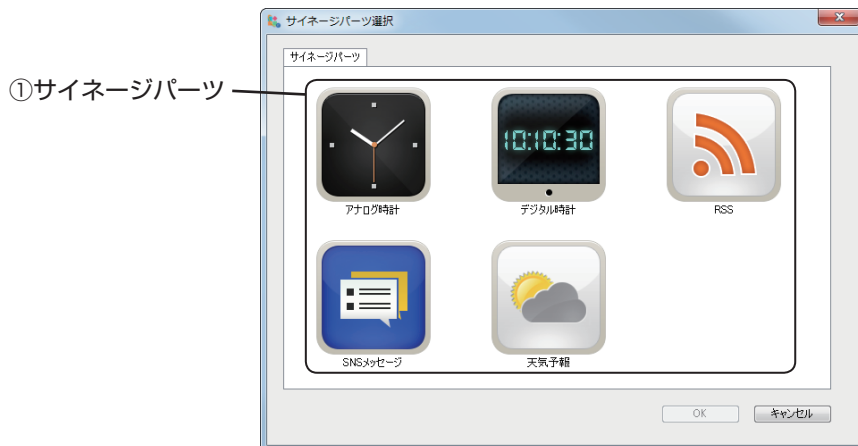 サイネージパーツ選択
サイネージパーツ
①サイネージパーツ
10:10:30
アナログ時計
デジタル時計
RSS
SNSメッセージ
天気予報
OK
キャンセル